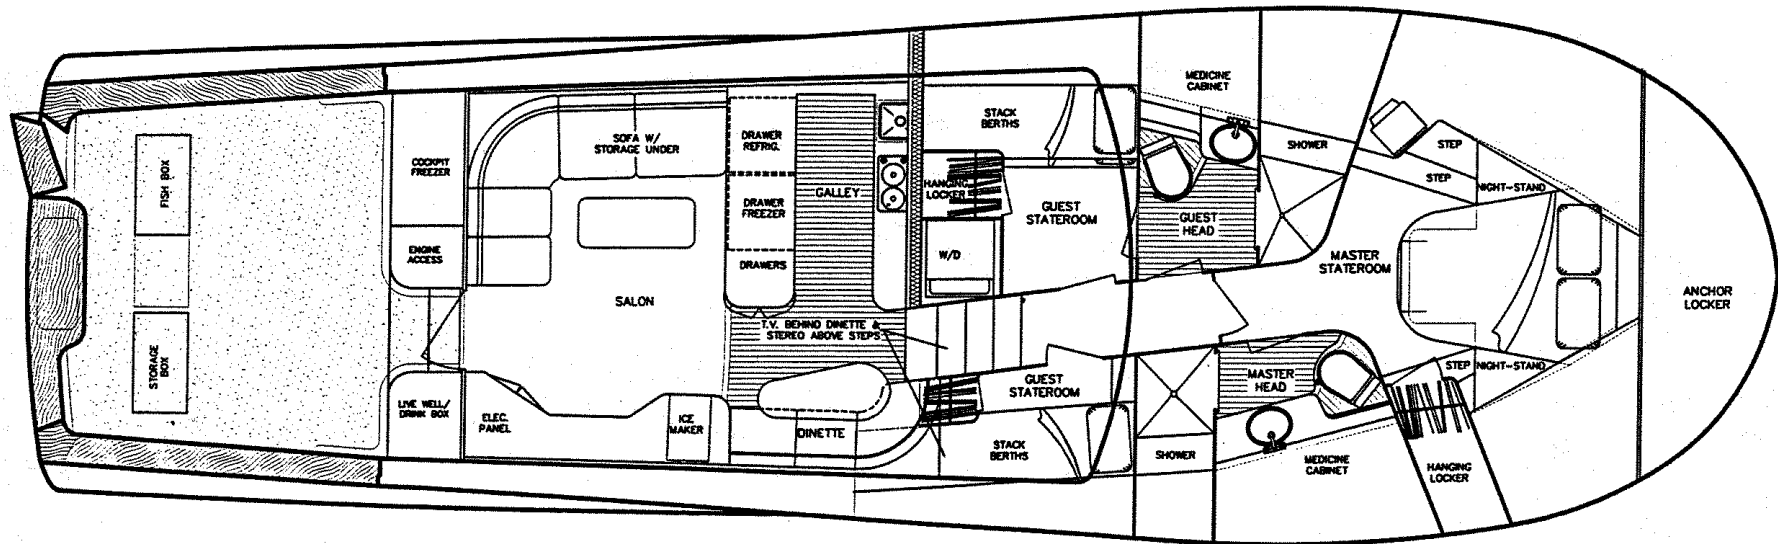 FISH BOX
STORAGE
BOX
COCKPIT
FREEZER
ENGINE
ACCESS
LIVE WELL/
DRINK BOX
ELEC.
PANEL
SOFA W/
STORAGE UNDER
SALON
ICE
MAKER
DRAWER
REFRIG.
DRAWER
FREEZER
DRAWERS
GALLEY
T.V. BEHIND DINETTE &
STEREO ABOVE STEPS
DINETTE
STACK
BERTHS
HANGING
LOCKER
W/D
GUEST
STATEROOM
GUEST
STATEROOM
STACK
BERTHS
MEDICINE
CABINET
GUEST
HEAD
SHOWER
SHOWER
MASTER
HEAD
MEDICINE
CABINET
MASTER
STATEROOM
STEP
STEP
NIGHT-STAND
STEP
NIGHT-STAND
HANGING
LOCKER
ANCHOR
LOCKER